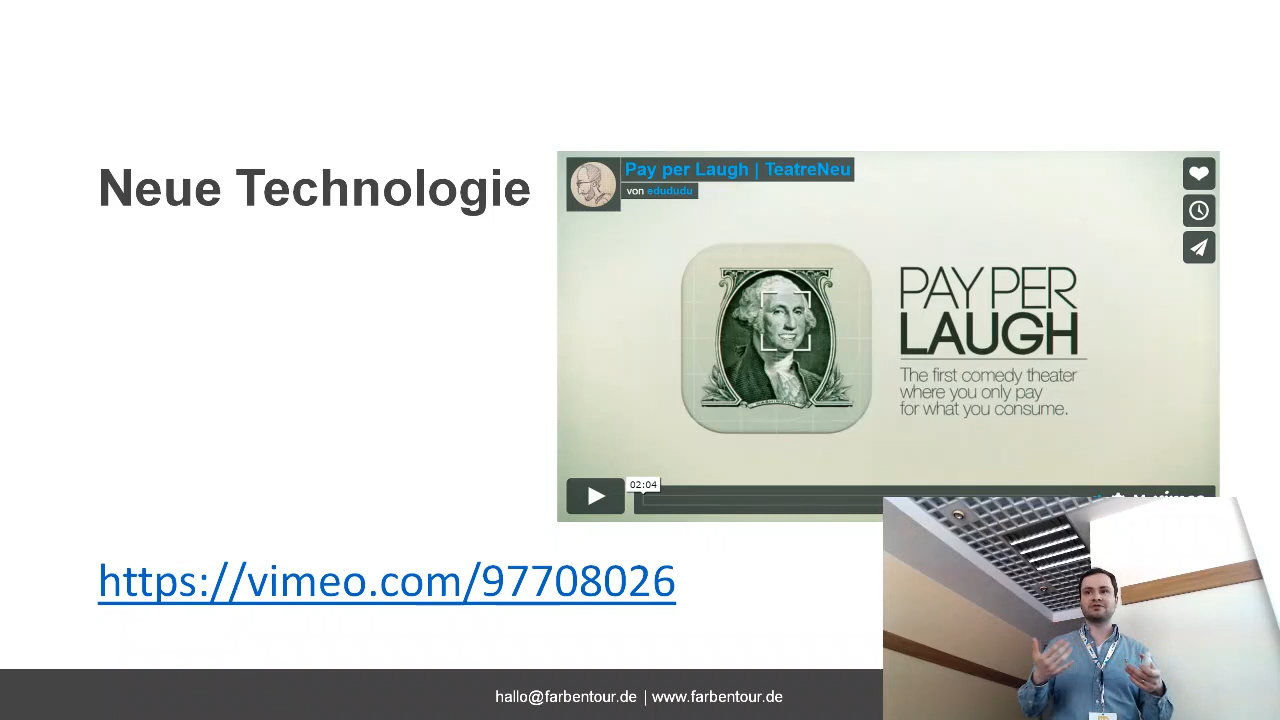 Neue Technologie
Pay per Laugh | TeatreNeu
von edududu
PAY PER
LAUGH
The first comedy theater
where you only pay
for what you consume.
02:04
https://vimeo.com/97708026
hallo@farbentour.de | www.farbentour.de